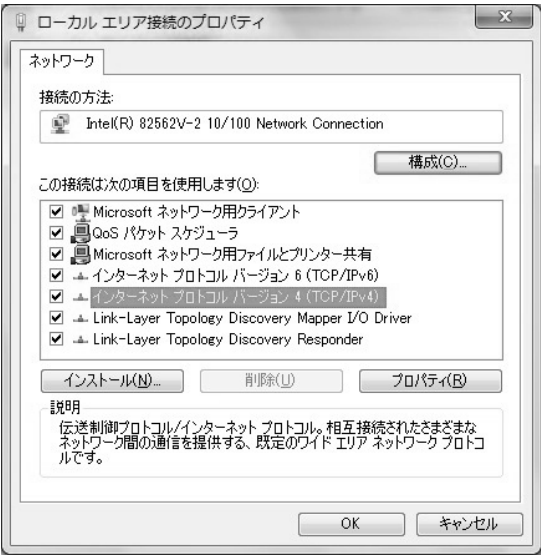 ローカル エリア接続のプロパティ
ネットワーク
接続の方法:
Intel(R) 82562V-2 10/100 Network Connection
構成(C)...
この接続は次の項目を使用します(O):
Microsoft ネットワーク用クライアント
QoS パケット スケジューラ
Microsoft ネットワーク用ファイルとプリンター共有
インターネット プロトコル バージョン 6 (TCP/IPv6)
インターネット プロトコル バージョン 4 (TCP/IPv4)
Link-Layer Topology Discovery Mapper I/O Driver
Link-Layer Topology Discovery Responder
インストール(N)... 削除(U) プロパティ(R)
説明
伝送制御プロトコル/インターネット プロトコル。相互接続されたさまざまな
ネットワーク間の通信を提供する、既定のワイド エリア ネットワーク プロトコ
ルです。
OK キャンセル